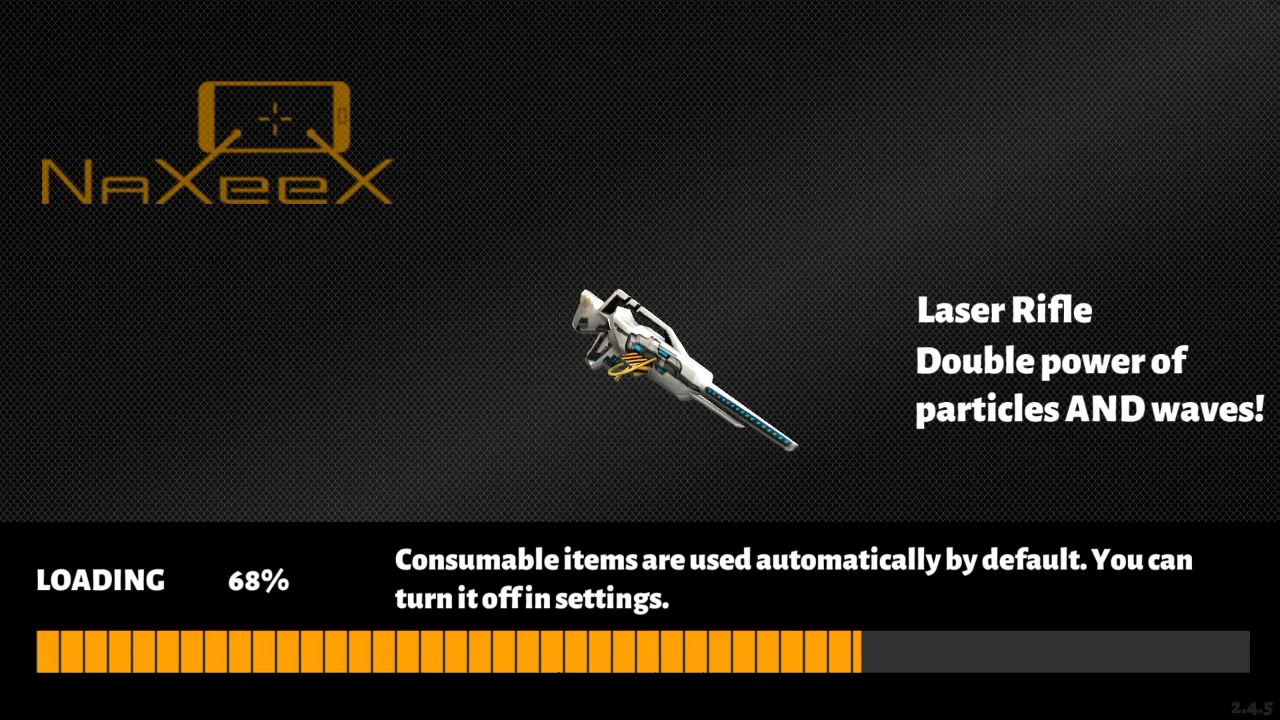 NaXeeX
Laser Rifle
Double power of
particles AND waves!
LOADING 68%
Consumable items are used automatically by default. You can
turn it off in settings.
2.4.5